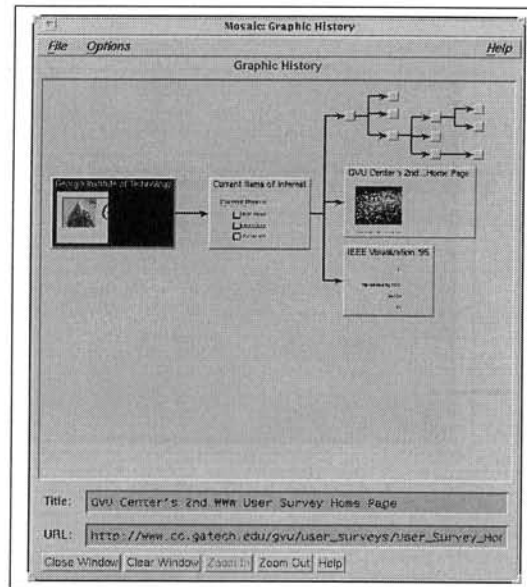 Mosaic: Graphic History
File Options Help
Graphic History
Georgia Institute of Technology
Current Items of Internet
GVU Center's 2nd ...Home Page
IEEE Visualization '95
Title: GVU Center's 2nd WWW User Survey Home Page
URL: http://www.cc.gatech.edu/gvu/user_surveys/User_Survey_Hor
Close Window Clear Window Zoom In Zoom Out Help